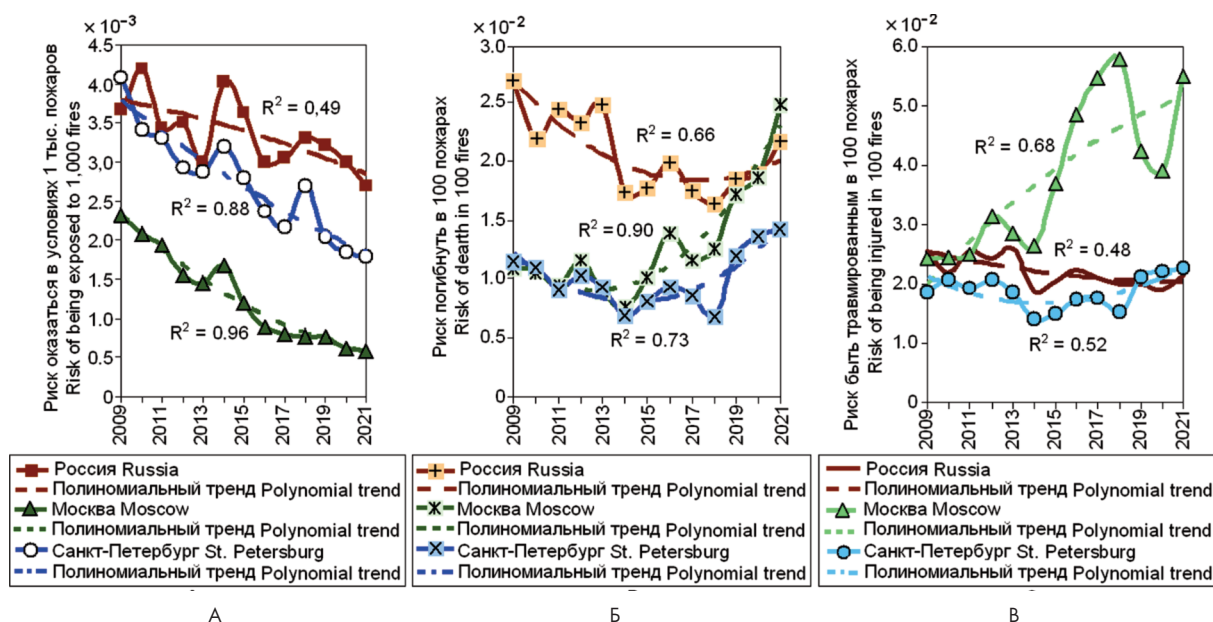 ×10⁻³
Риск оказаться в условиях 1 тыс. пожаров
Risk of being exposed to 1,000 fires
4.5
4.0
3.5
3.0
2.5
2.0
1.5
1.0
0.5
0
R² = 0,49
R² = 0.88
R² = 0.96
2009
2011
2013
2015
2017
2019
2021
Россия Russia
Полиномиальный тренд Polynomial trend
Москва Moscow
Полиномиальный тренд Polynomial trend
Санкт-Петербург St. Petersburg
Полиномиальный тренд Polynomial trend
А
×10⁻²
Риск погибнуть в 100 пожарах
Risk of death in 100 fires
3.0
2.5
2.0
1.5
1.0
0.5
0
R² = 0.66
R² = 0.90
R² = 0.73
2009
2011
2013
2015
2017
2019
2021
Россия Russia
Полиномиальный тренд Polynomial trend
Москва Moscow
Полиномиальный тренд Polynomial trend
Санкт-Петербург St. Petersburg
Полиномиальный тренд Polynomial trend
Б
×10⁻²
Риск быть травмированным в 100 пожарах
Risk of being injured in 100 fires
6.0
5.0
4.0
3.0
2.0
1.0
0
R² = 0.68
R² = 0.48
R² = 0.52
2009
2011
2013
2015
2017
2019
2021
Россия Russia
Полиномиальный тренд Polynomial trend
Москва Moscow
Полиномиальный тренд Polynomial trend
Санкт-Петербург St. Petersburg
Полиномиальный тренд Polynomial trend
В